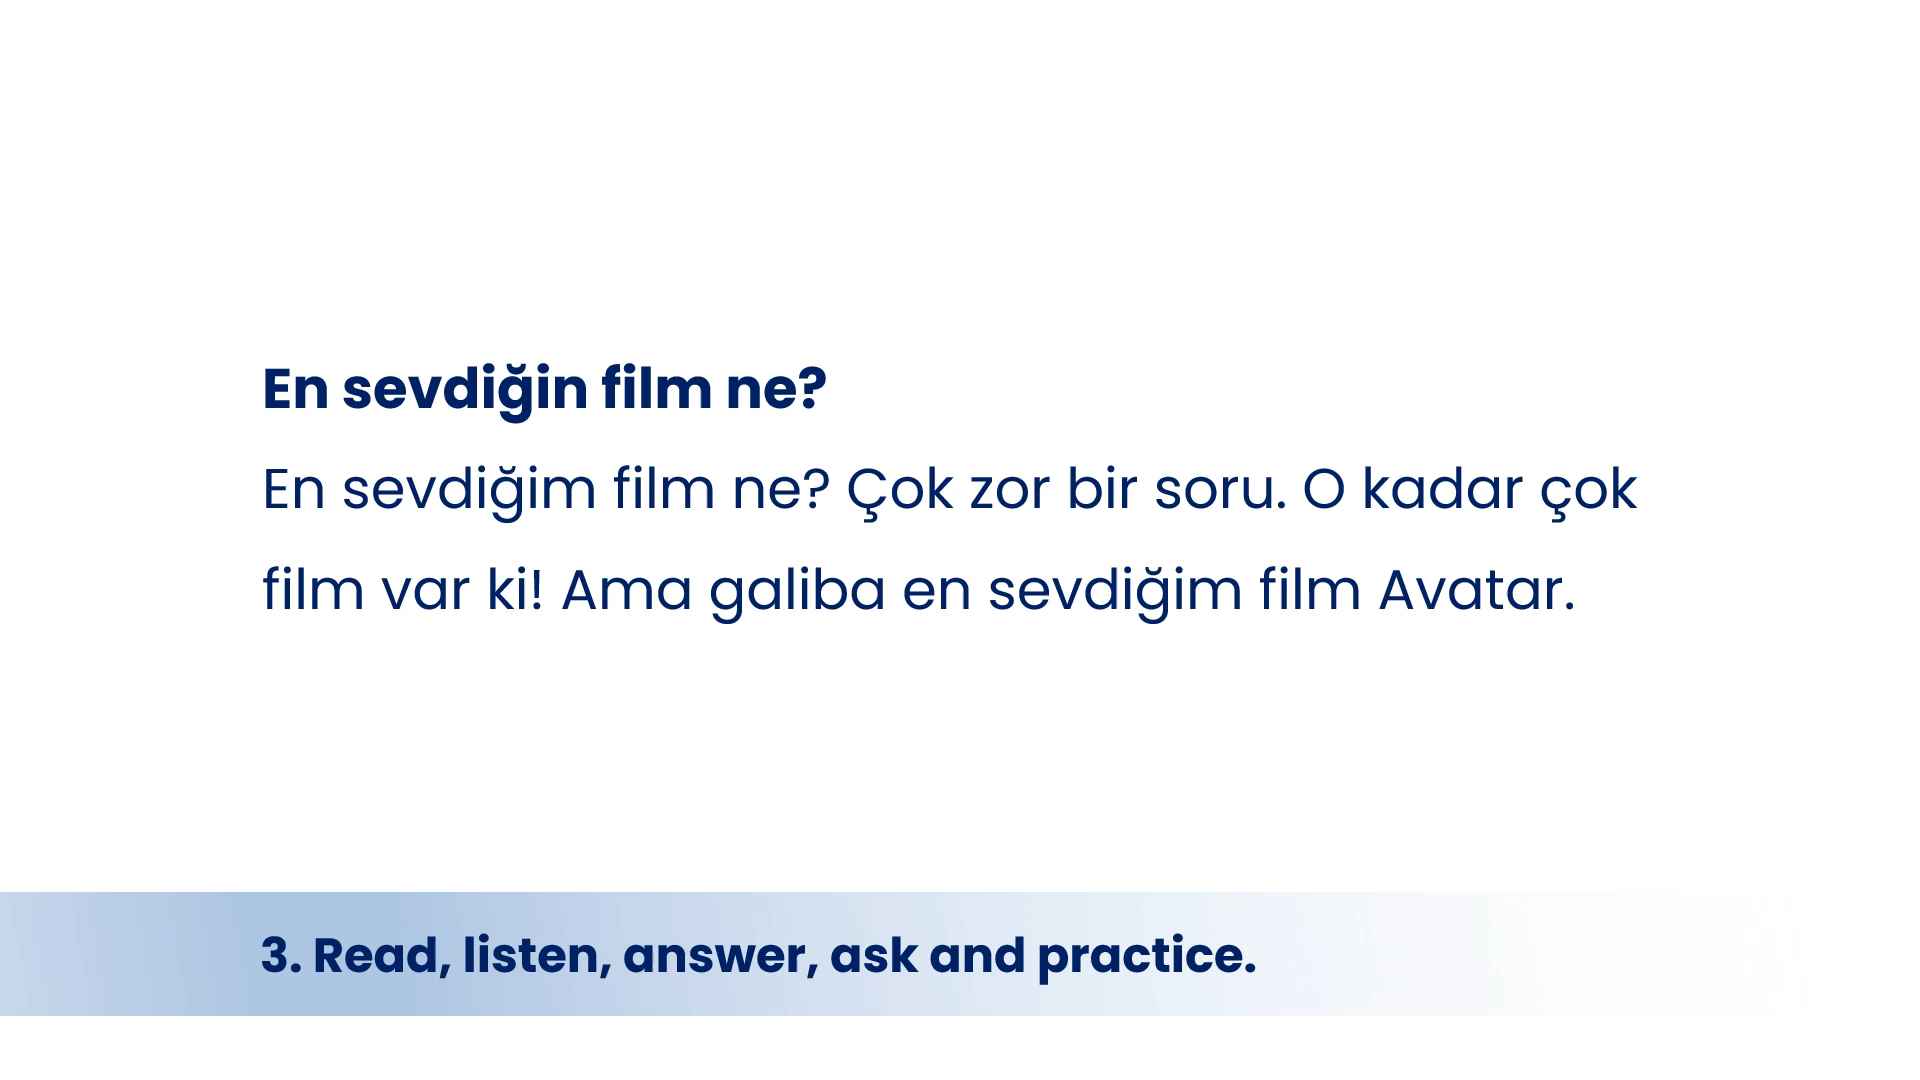 En sevdiğin film ne?
En sevdiğim film ne? Çok zor bir soru. O kadar çok
film var ki! Ama galiba en sevdiğim film Avatar.
3. Read, listen, answer, ask and practice.